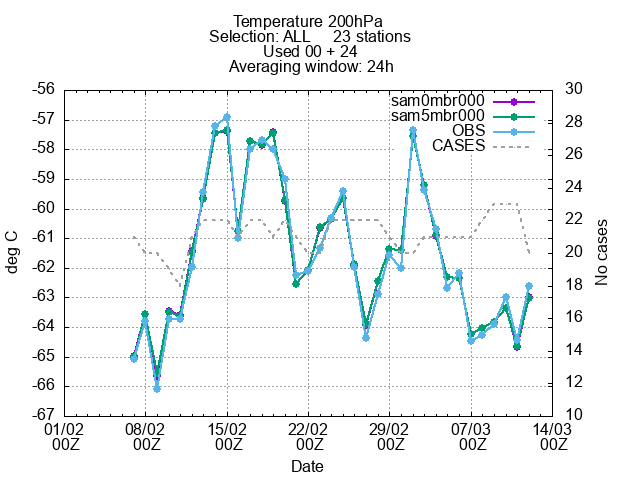 Temperature 200hPa
Selection: ALL     23 stations
Used 00 + 24
Averaging window: 24h
sam0mbr000
sam5mbr000
OBS
CASES
deg C
-56
-57
-58
-59
-60
-61
-62
-63
-64
-65
-66
-67
30
28
26
24
22
20
18
16
14
12
10
No cases
01/02 08/02 15/02 22/02 29/02 07/03 14/03
00Z 00Z 00Z 00Z 00Z 00Z 00Z
Date